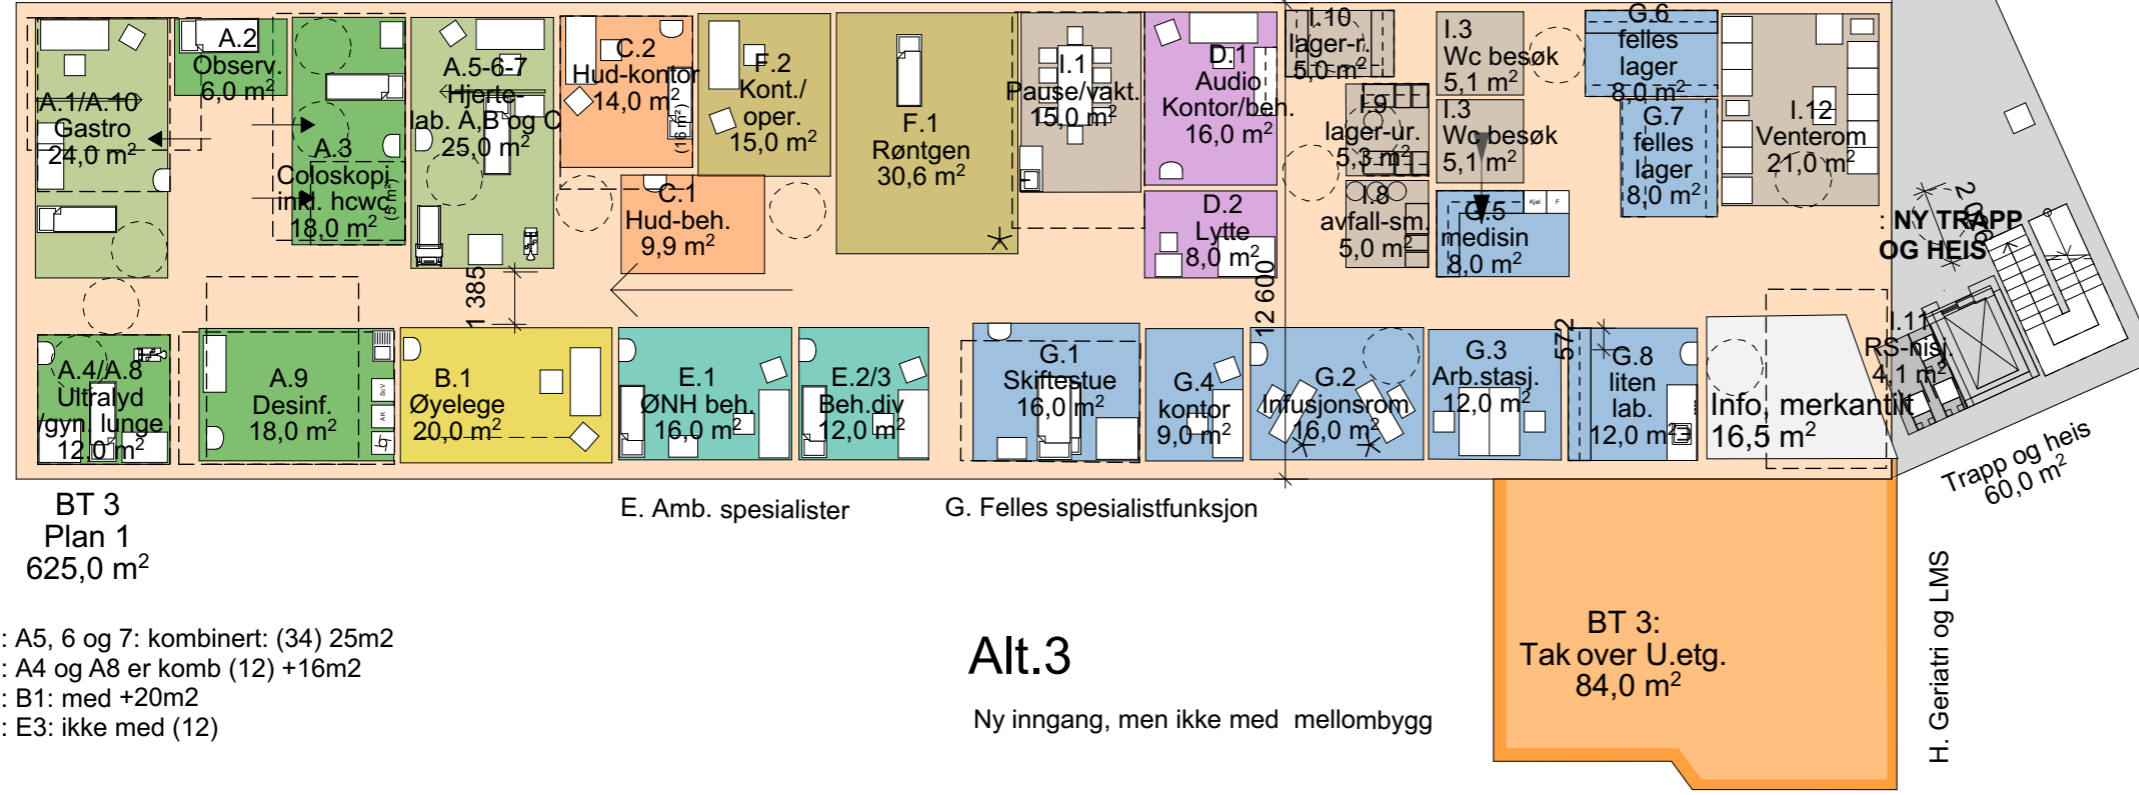 A.1/A.10
Gastro
24,0 m²
A.2
Observ.
6,0 m²
A.3
Coloskopi
inkl. hcwc
18,0 m²
(5 m²)
A.5-6-7
Hjerte-
lab. A,B og C
25,0 m²
C.2
Hud-kontor
14,0 m²
(16 m²)
C.1
Hud-beh.
9,9 m²
F.2
Kont./
oper.
15,0 m²
F.1
Røntgen
30,6 m²
I.1
Pause/vakt.
15,0 m²
D.1
Audio
Kontor/beh.
16,0 m²
D.2
Lytte
8,0 m²
I.10
lager-r.
5,0 m²
I.9
lager-ur.
5,3 m²
I.8
avfall-sm.
5,0 m²
I.3
Wc besøk
5,1 m²
I.3
Wc besøk
5,1 m²
G.5
medisin
8,0 m²
Kjøl
F
G.6
felles
lager
8,0 m²
G.7
felles
lager
8,0 m²
I.12
Venterom
21,0 m²
: NY TRAPP
OG HEIS
1 385
12 600
572
A.4/A.8
Ultralyd
/gyn. lunge
12,0 m²
A.9
Desinf.
18,0 m²
AK
B.1
Øyelege
20,0 m²
E.1
ØNH beh.
16,0 m²
E.2/3
Beh.div
12,0 m²
G.1
Skiftestue
16,0 m²
G.4
kontor
9,0 m²
G.2
Infusjonsrom
16,0 m²
G.3
Arb.stasj.
12,0 m²
G.8
liten
lab.
12,0 m²
Info, merkantilt
16,5 m²
I.11
RS-nisj.
4,1 m²
Trapp og heis
60,0 m²
BT 3
Plan 1
625,0 m²
E. Amb. spesialister
G. Felles spesialistfunksjon
H. Geriatri og LMS
: A5, 6 og 7: kombinert: (34) 25m2
: A4 og A8 er komb (12) +16m2
: B1: med +20m2
: E3: ikke med (12)
Alt.3
Ny inngang, men ikke med mellombygg
BT 3:
Tak over U.etg.
84,0 m²